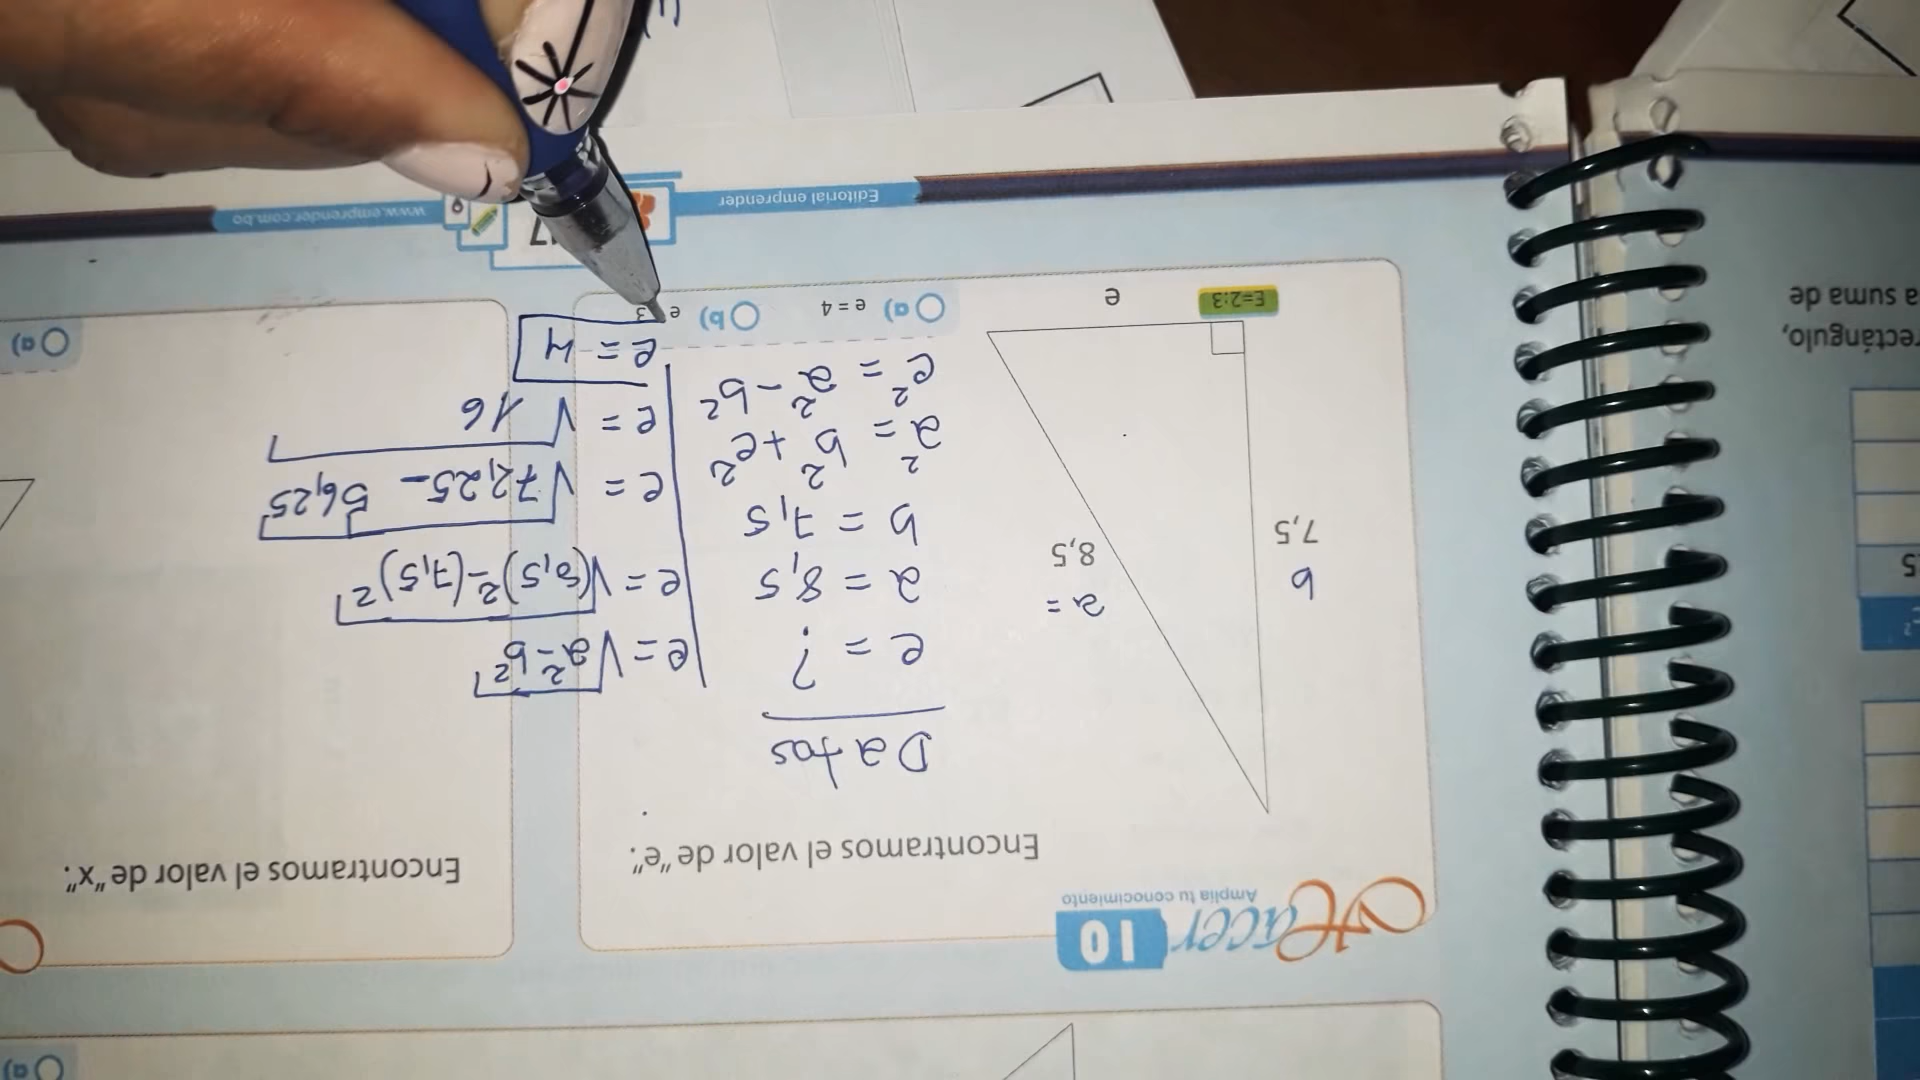 Hacer 10
Amplia tu conocimiento
Encontramos el valor de "e".
Datos
e = ?
a = 8,5
b = 7,5
a² = b² + e²
e² = a² - b²
e = √a² - b²
e = √(8,5)² - (7,5)²
e = √72,25 - 56,25
e = √16
e = 4
b
7,5
a =
8,5
e
E=2:3
a) e = 4
b) e 3
Encontramos el valor de "x".
a)
a)
Editorial emprender
www.emprender.com.bo
rectángulo,
a suma de